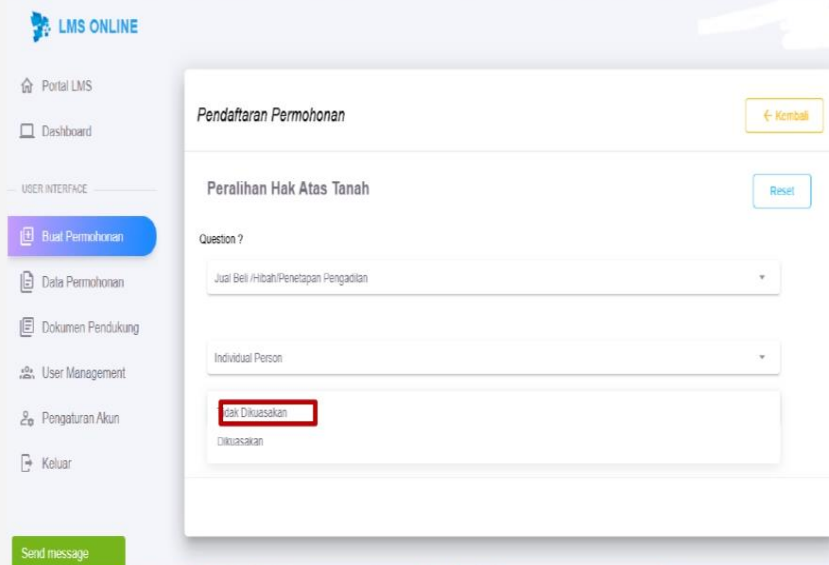 LMS ONLINE
Portal LMS
Dashboard
USER INTERFACE
Buat Permohonan
Data Permohonan
Dokumen Pendukung
User Management
Pengaturan Akun
Keluar
Send message
Pendaftaran Permohonan
← Kembali
Peralihan Hak Atas Tanah
Reset
Question ?
Jual Beli /Hibah/Penetapan Pengadilan
Individual Person
Tidak Dikuasakan
Dikuasakan